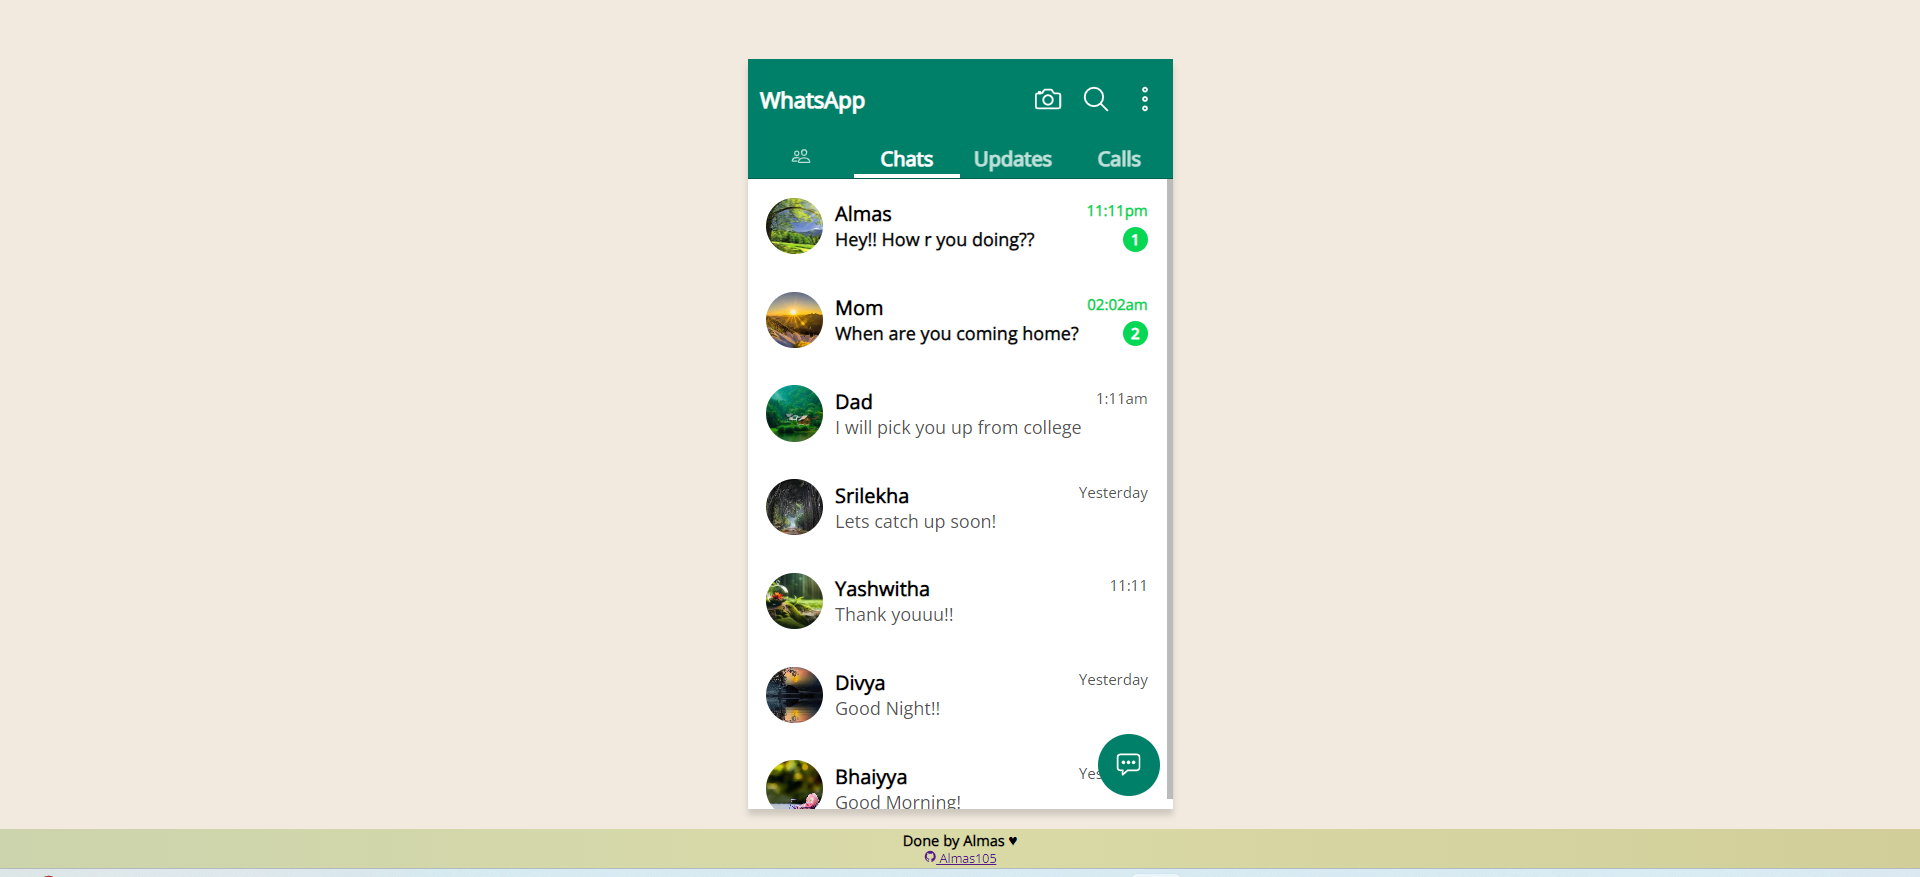 WhatsApp
Chats Updates Calls
Almas 11:11pm
Hey!! How r you doing?? 1
Mom 02:02am
When are you coming home? 2
Dad 1:11am
I will pick you up from college
Srilekha Yesterday
Lets catch up soon!
Yashwitha 11:11
Thank youuu!!
Divya Yesterday
Good Night!!
Bhaiyya Yes
Good Morning!
Done by Almas ♥
Almas105